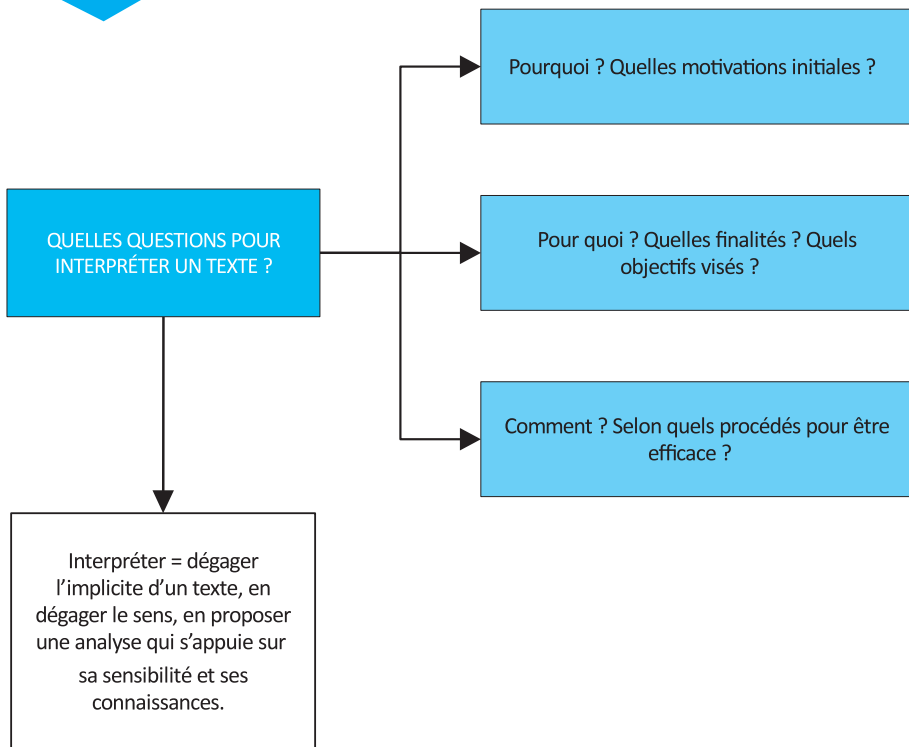 Pourquoi ? Quelles motivations initiales ?
QUELLES QUESTIONS POUR
INTERPRÉTER UN TEXTE ?
Pour quoi ? Quelles finalités ? Quels
objectifs visés ?
Comment ? Selon quels procédés pour être
efficace ?
Interpréter = dégager
l’implicite d’un texte, en
dégager le sens, en proposer
une analyse qui s’appuie sur
sa sensibilité et ses
connaissances.